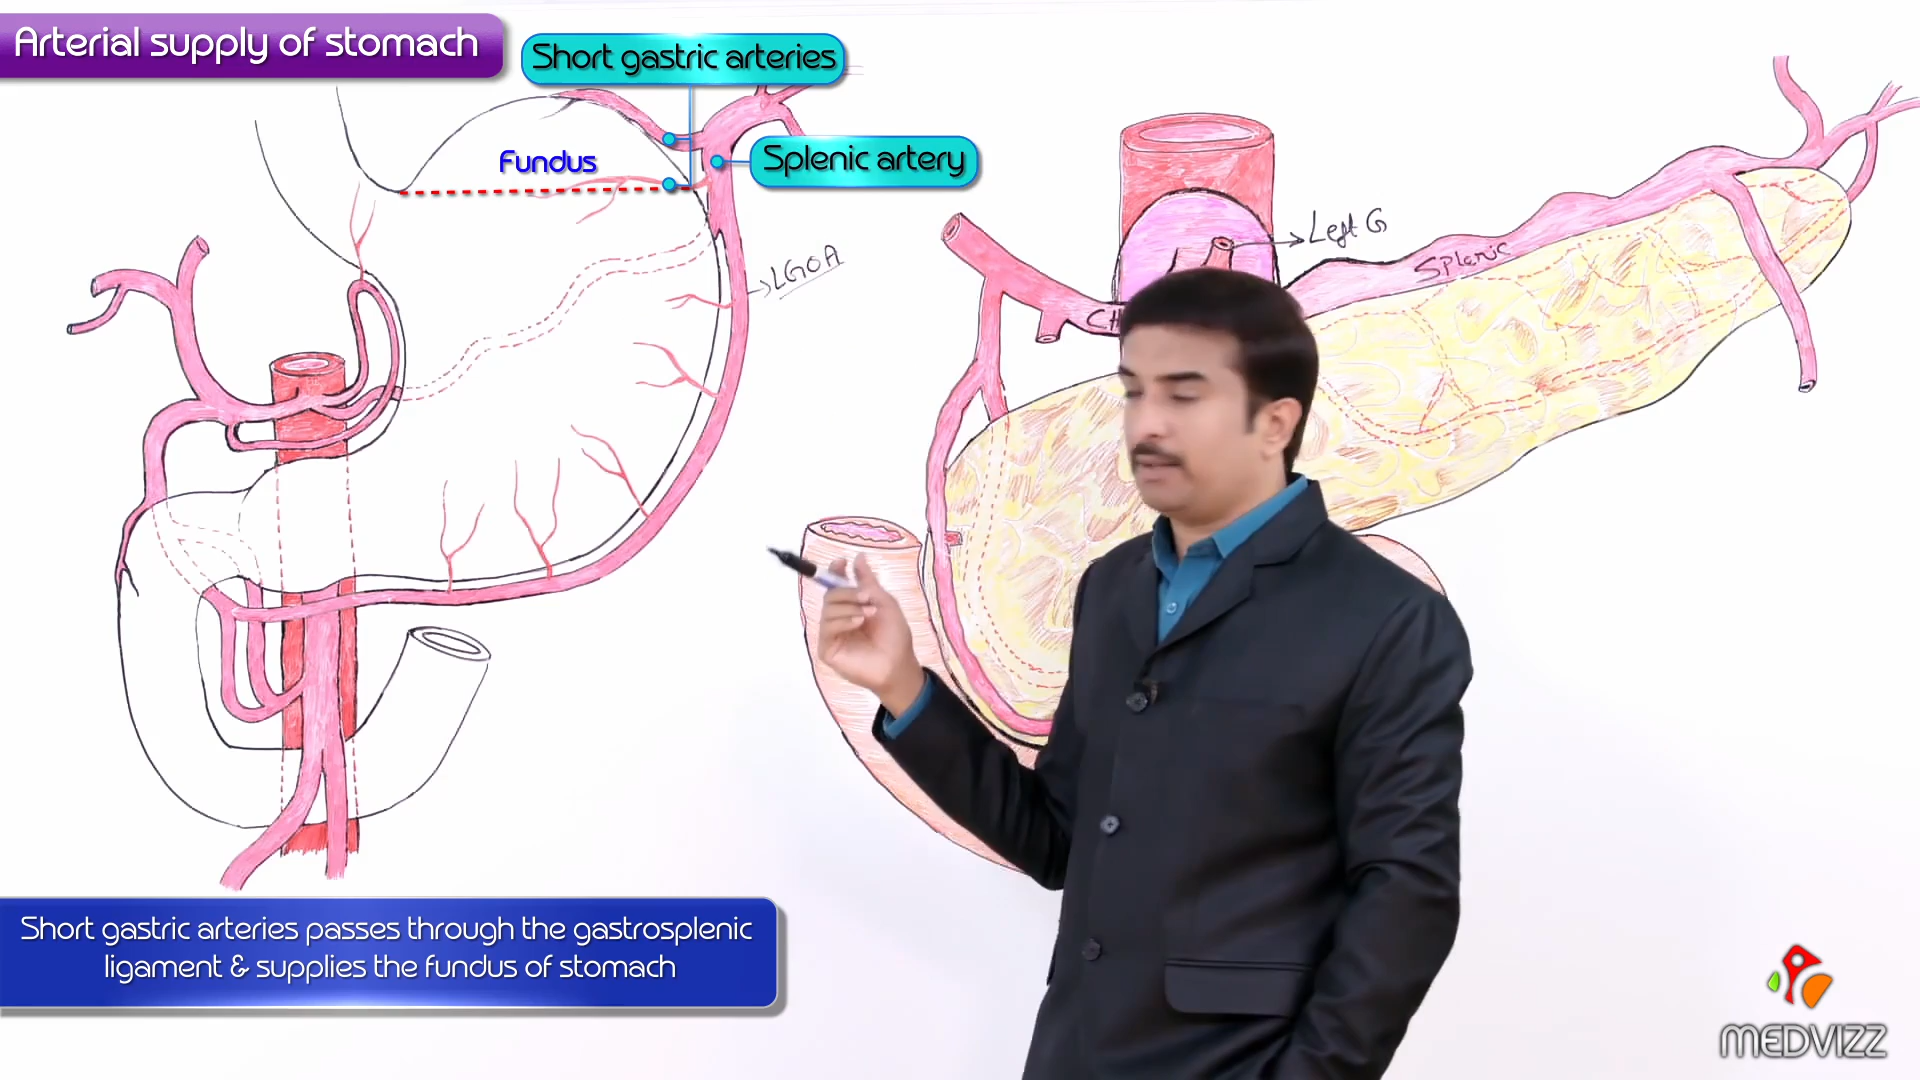 Arterial supply of stomach
Short gastric arteries
Fundus
Splenic artery
LGOA
Left G
Splenic
CH
Short gastric arteries passes through the gastrosplenic
ligament & supplies the fundus of stomach
MEDVIZZ